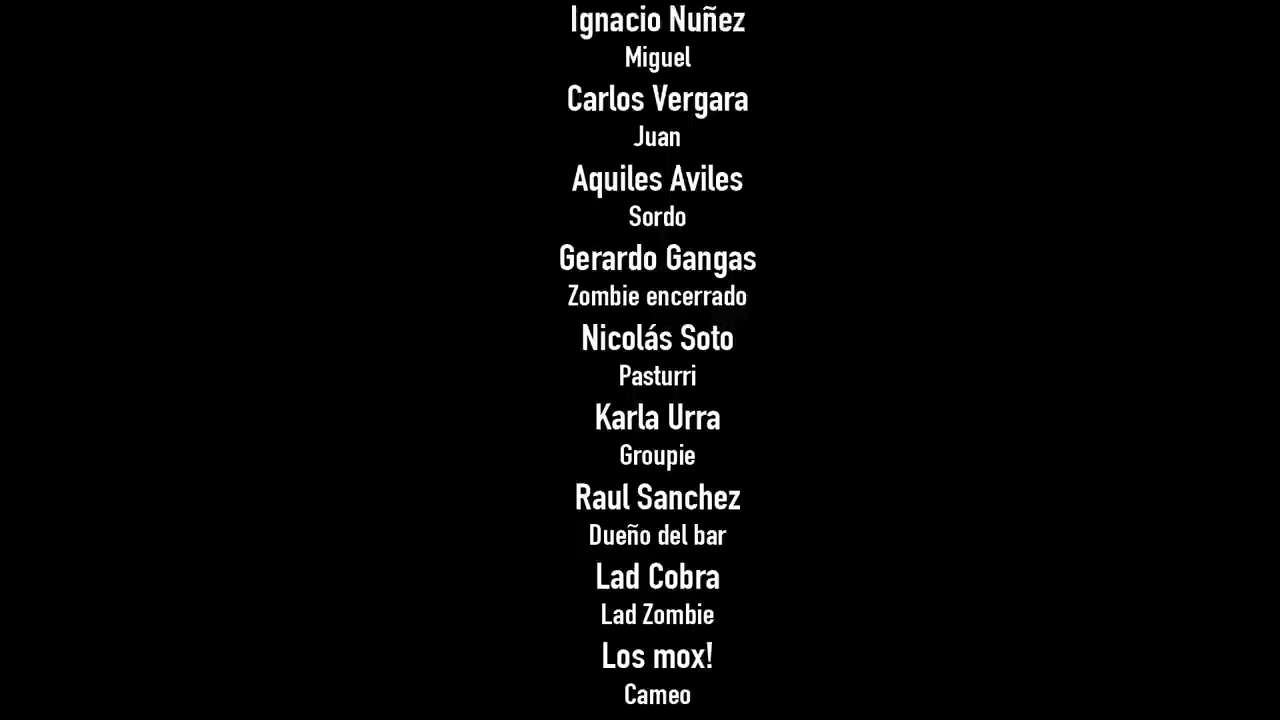 Ignacio Nuñez
Miguel
Carlos Vergara
Juan
Aquiles Aviles
Sordo
Gerardo Gangas
Zombie encerrado
Nicolás Soto
Pasturri
Karla Urra
Groupie
Raul Sanchez
Dueño del bar
Lad Cobra
Lad Zombie
Los mox!
Cameo